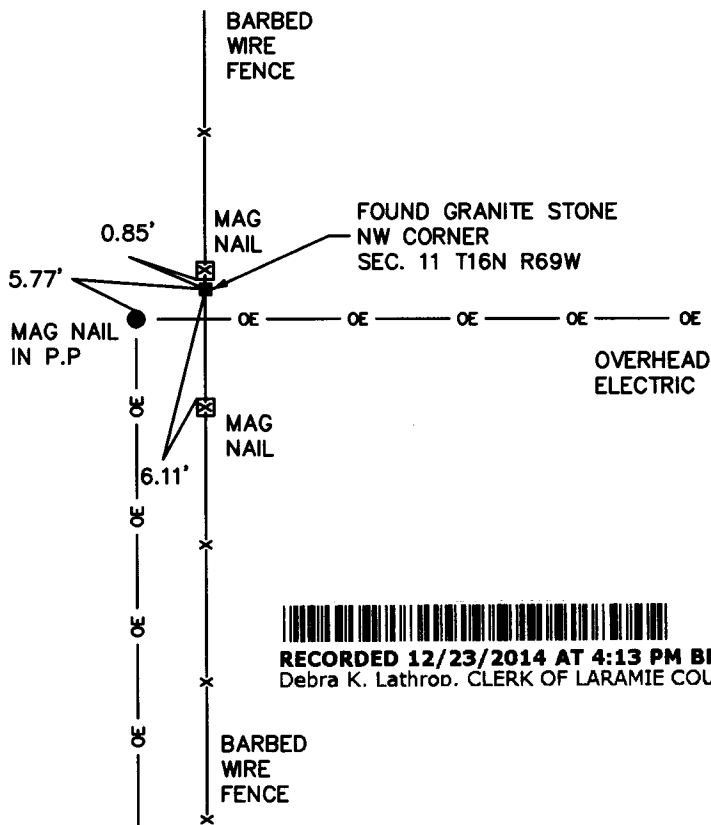 BARBED
WIRE
FENCE
X
MAG
NAIL
0.85'
FOUND GRANITE STONE
NW CORNER
SEC. 11 T16N R69W
X
5.77'
MAG NAIL
IN P.P
OE OE OE OE OE
OVERHEAD
ELECTRIC
OE
X
MAG
NAIL
6.11'
OE
X
OE
RECORDED 12/23/2014 AT 4:13 PM
Debra K. Lathrop, CLERK OF LARAMIE COU
X
OE
BARBED
WIRE
FENCE
X